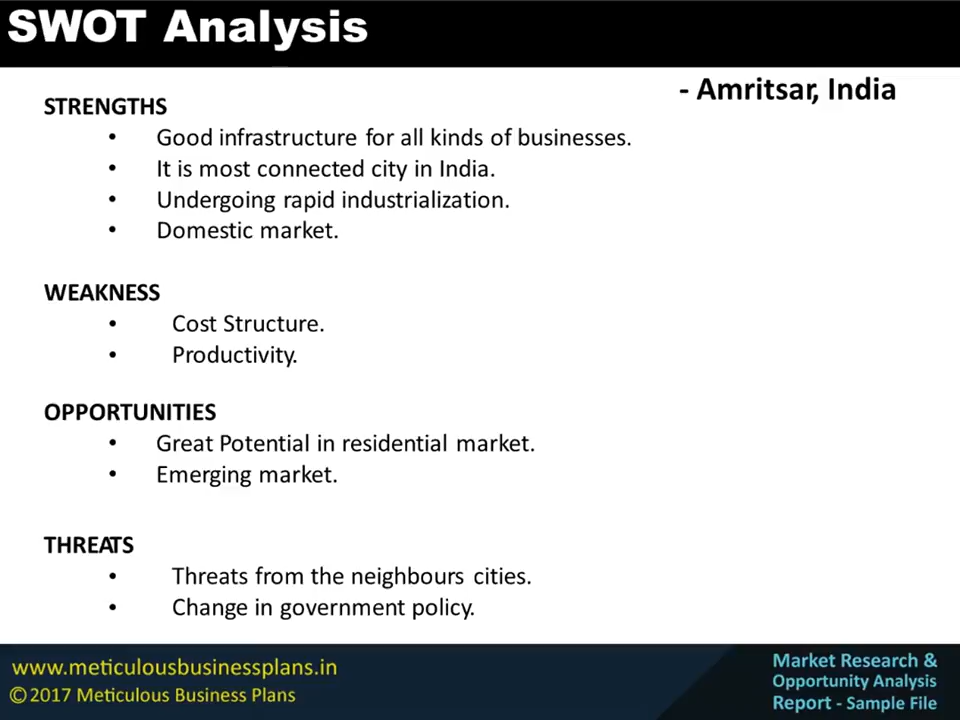 SWOT Analysis
- Amritsar, India
STRENGTHS
• Good infrastructure for all kinds of businesses.
• It is most connected city in India.
• Undergoing rapid industrialization.
• Domestic market.
WEAKNESS
• Cost Structure.
• Productivity.
OPPORTUNITIES
• Great Potential in residential market.
• Emerging market.
THREATS
• Threats from the neighbours cities.
• Change in government policy.
www.meticulousbusinessplans.in
©2017 Meticulous Business Plans
Market Research &
Opportunity Analysis
Report - Sample File